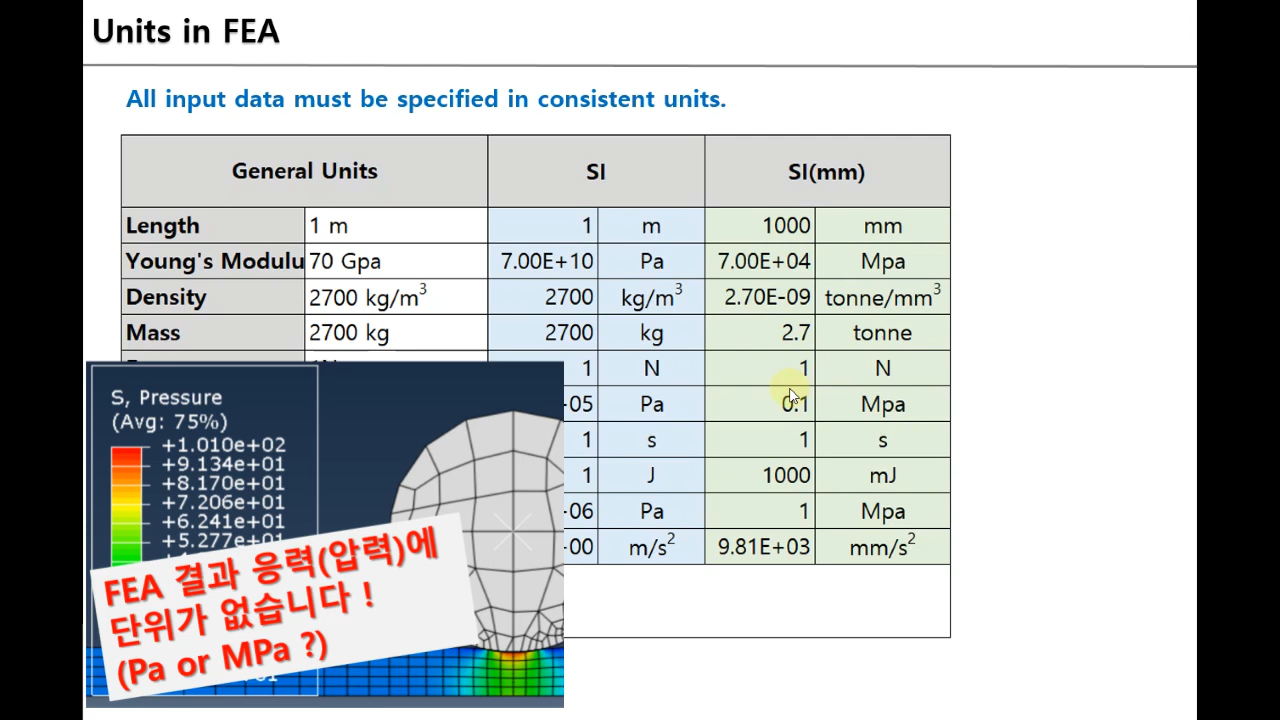 Units in FEA
All input data must be specified in consistent units.
General Units SI SI(mm)
Length 1 m 1 m 1000 mm
Young's Modulu 70 Gpa 7.00E+10 Pa 7.00E+04 Mpa
Density 2700 kg/m³ 2700 kg/m³ 2.70E-09 tonne/mm³
Mass 2700 kg 2700 kg 2.7 tonne
1 N 1 N
-05 Pa 0.1 Mpa
1 s 1 s
1 J 1000 mJ
-06 Pa 1 Mpa
-00 m/s² 9.81E+03 mm/s²
S, Pressure
(Avg: 75%)
+1.010e+02
+9.134e+01
+8.170e+01
+7.206e+01
+6.241e+01
+5.277e+01
FEA 결과 응력(압력)에
단위가 없습니다 !
(Pa or MPa ?)